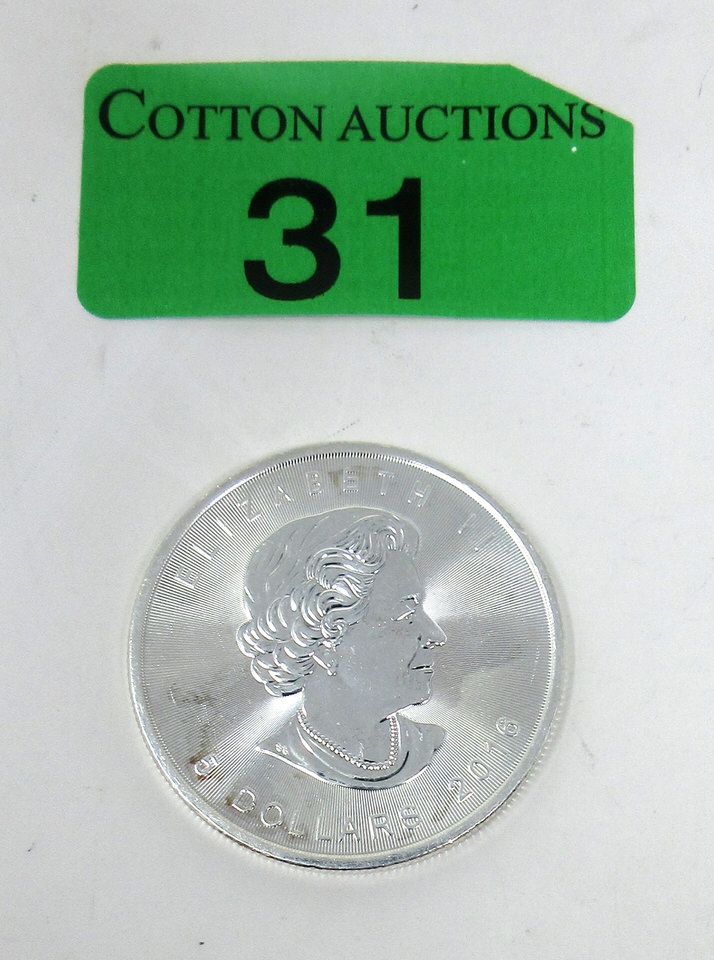 COTTON AUCTIONS
31
ELIZABETH II
5 DOLLARS 2016